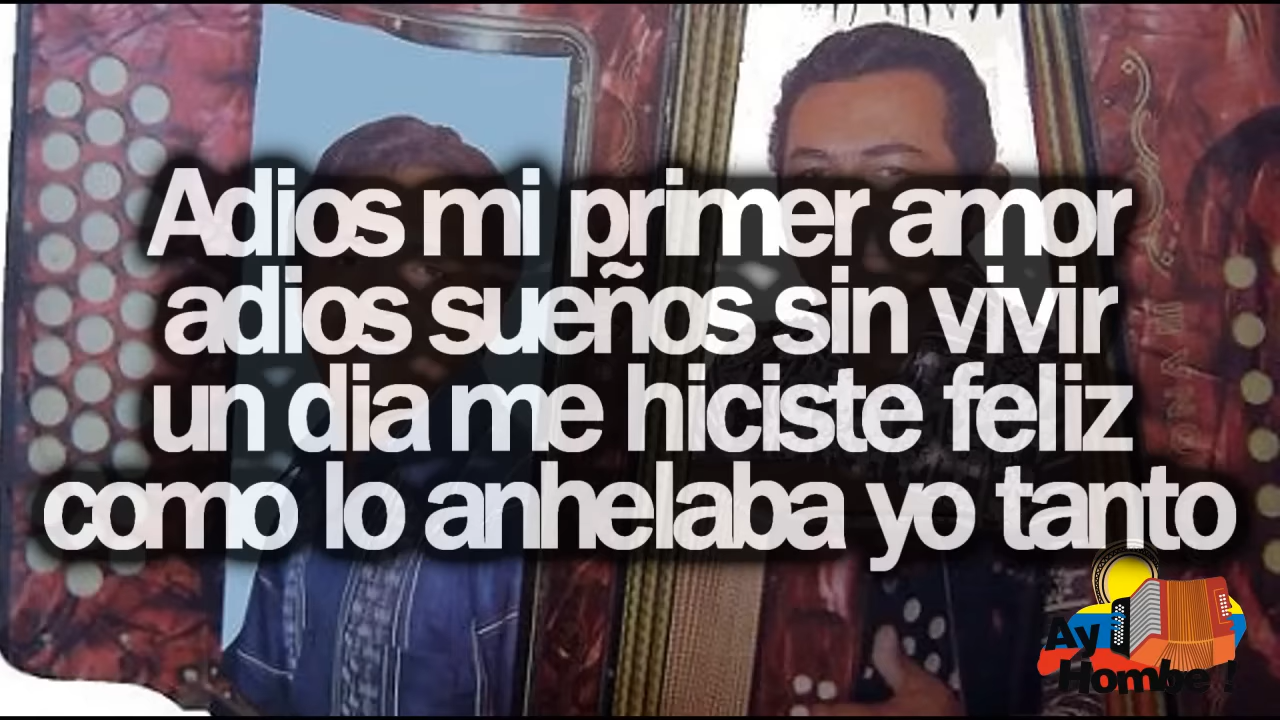 Adios mi primer amor
adios sueños sin vivir
un dia me hiciste feliz
como lo anhelaba yo tanto
Ay
Hombe !